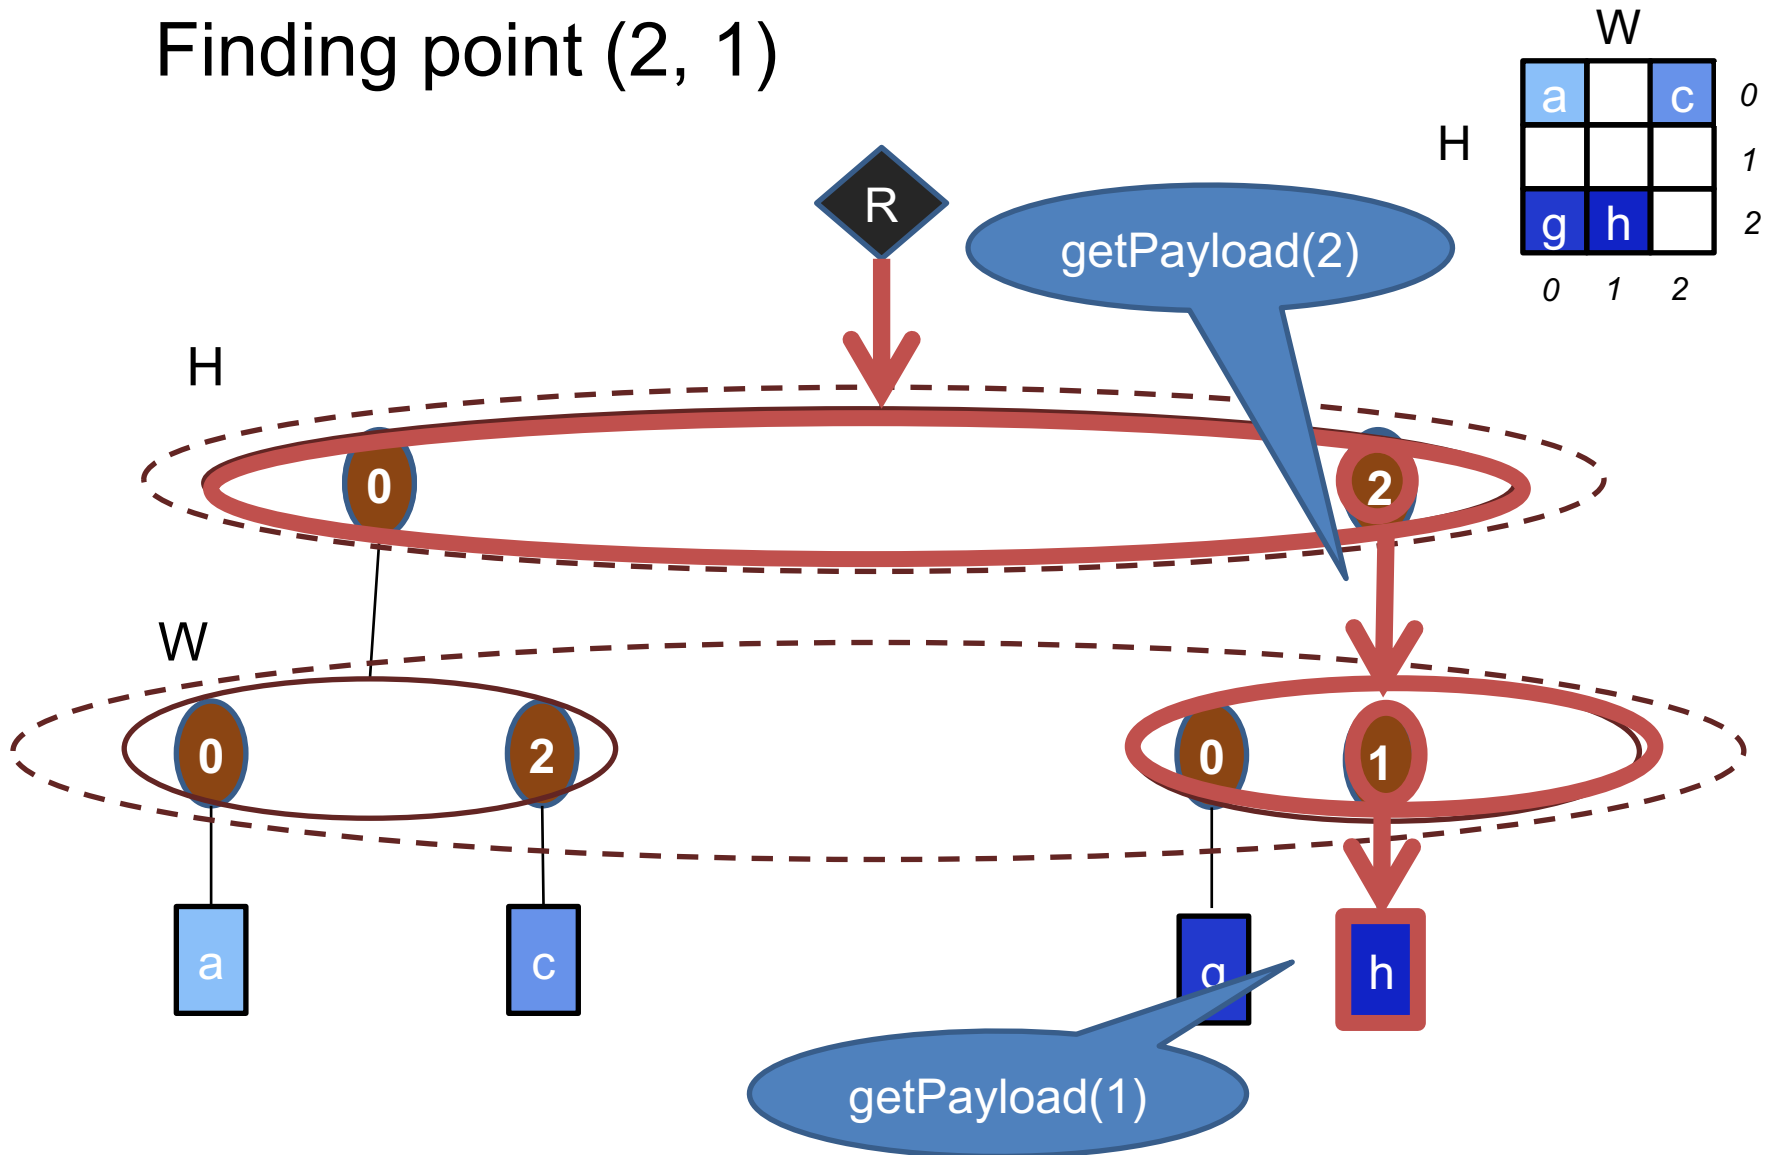 Finding point (2, 1)
W
a c 0
H
1
g h 2
0 1 2
R
getPayload(2)
H
0 2
W
0 2 0 1
a c g h
getPayload(1)